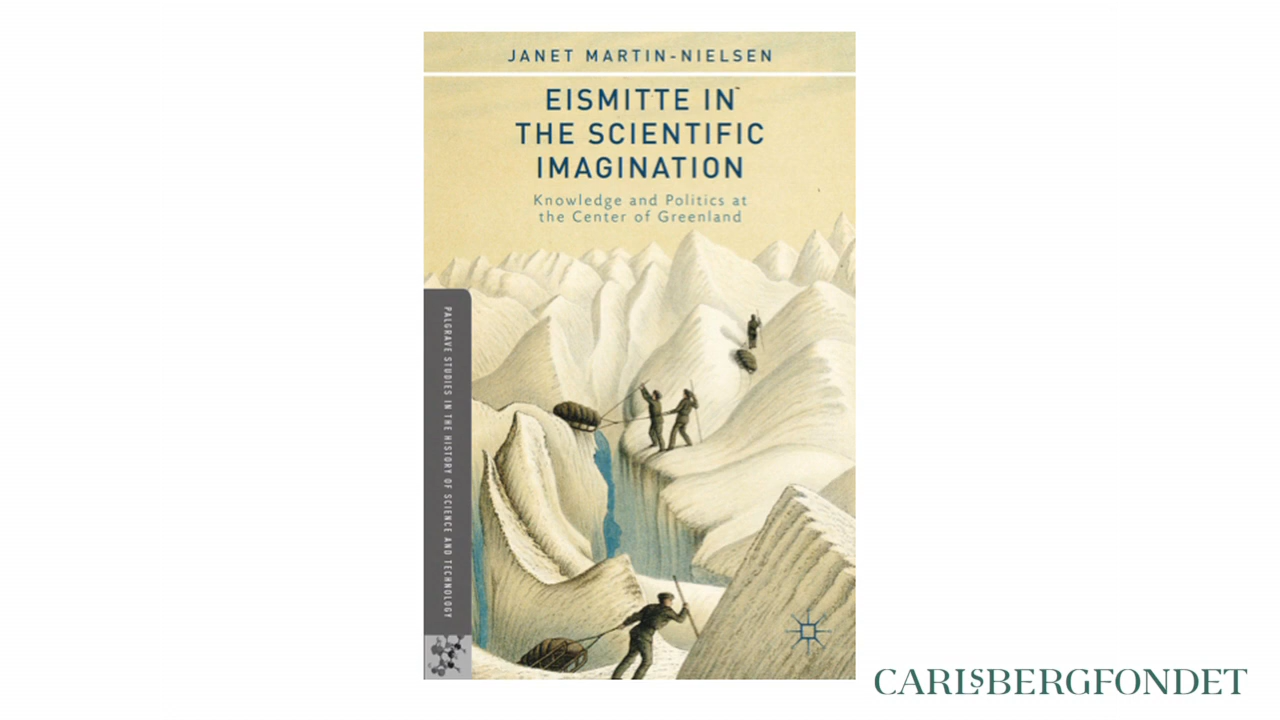 JANET MARTIN-NIELSEN
EISMITTE IN
THE SCIENTIFIC
IMAGINATION
Knowledge and Politics at
the Center of Greenland
PALGRAVE STUDIES IN THE HISTORY OF SCIENCE AND TECHNOLOGY
CARLSBERGFONDET